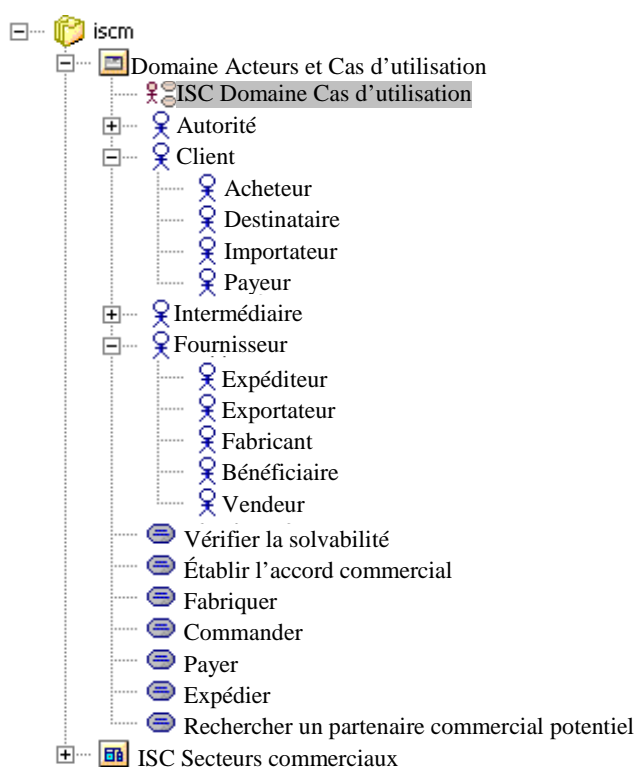 iscm
Domaine Acteurs et Cas d’utilisation
ISC Domaine Cas d’utilisation
Autorité
Client
Acheteur
Destinataire
Importateur
Payeur
Intermédiaire
Fournisseur
Expéditeur
Exportateur
Fabricant
Bénéficiaire
Vendeur
Vérifier la solvabilité
Établir l’accord commercial
Fabriquer
Commander
Payer
Expédier
Rechercher un partenaire commercial potentiel
ISC Secteurs commerciaux